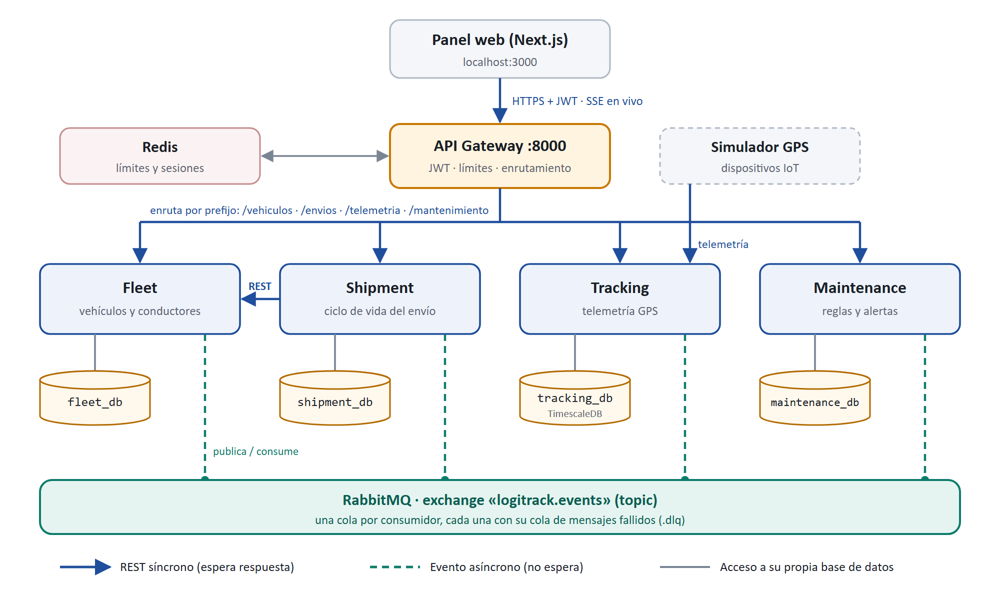 Panel web (Next.js)
localhost:3000
HTTPS + JWT · SSE en vivo
Redis
límites y sesiones
API Gateway :8000
JWT · límites · enrutamiento
Simulador GPS
dispositivos IoT
enruta por prefijo: /vehiculos · /envios · /telemetria · /mantenimiento
telemetría
Fleet
vehículos y conductores
REST
Shipment
ciclo de vida del envío
Tracking
telemetría GPS
Maintenance
reglas y alertas
fleet_db
shipment_db
tracking_db
TimescaleDB
maintenance_db
publica / consume
RabbitMQ · exchange «logitrack.events» (topic)
una cola por consumidor, cada una con su cola de mensajes fallidos (.dlq)
REST síncrono (espera respuesta)
Evento asíncrono (no espera)
Acceso a su propia base de datos